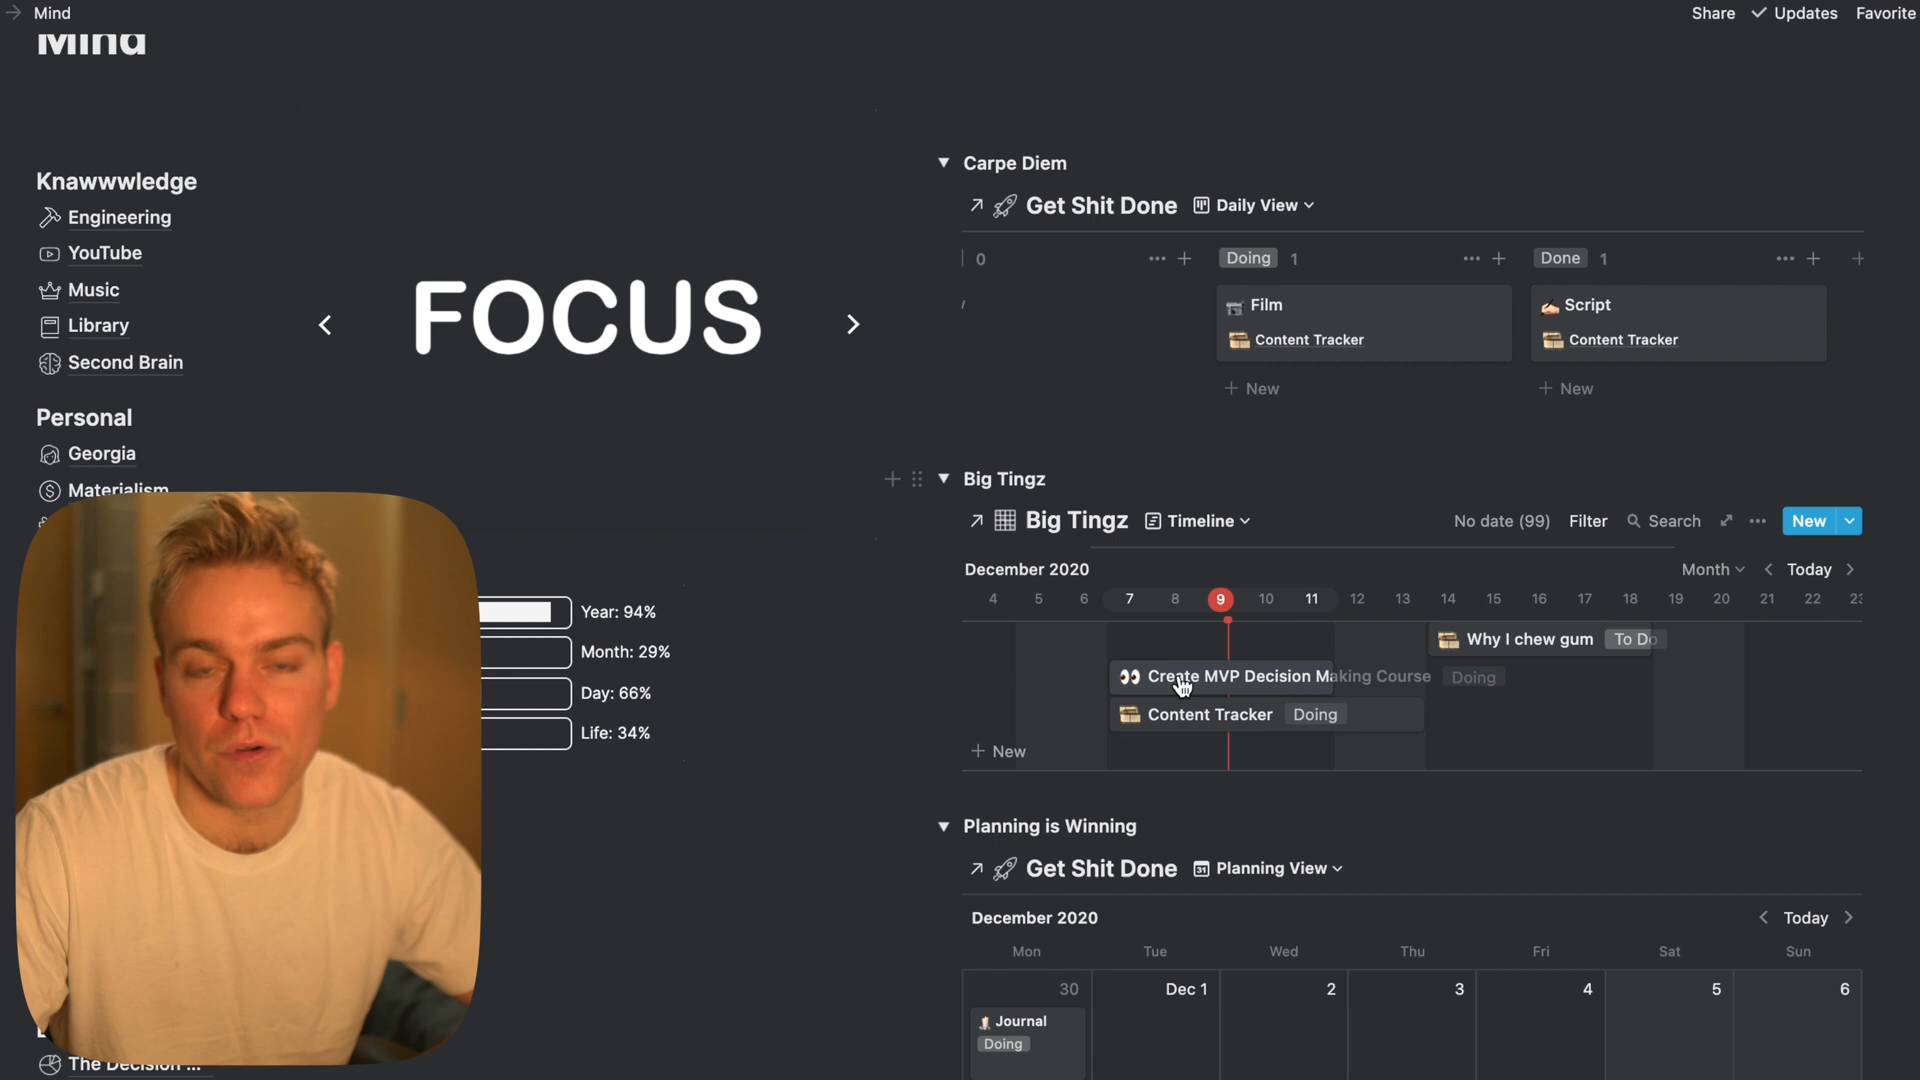 Mind
Share
Updates
Favorite
Mind
Knawwwledge
Engineering
YouTube
Music
Library
Second Brain
Personal
Georgia
Materialism
FOCUS
Year: 94%
Month: 29%
Day: 66%
Life: 34%
The Decision ...
Carpe Diem
Get Shit Done Daily View
0
Doing 1
Done 1
Film
Content Tracker
Script
Content Tracker
New
New
Big Tingz
Big Tingz Timeline
No date (99) Filter Search New
December 2020
Month Today
4 5 6 7 8 9 10 11 12 13 14 15 16 17 18 19 20 21 22
Why I chew gum To Do
Create MVP Decision Making Course Doing
Content Tracker Doing
New
Planning is Winning
Get Shit Done 31 Planning View
December 2020
Today
Mon Tue Wed Thu Fri Sat Sun
30 Dec 1 2 3 4 5 6
Journal
Doing